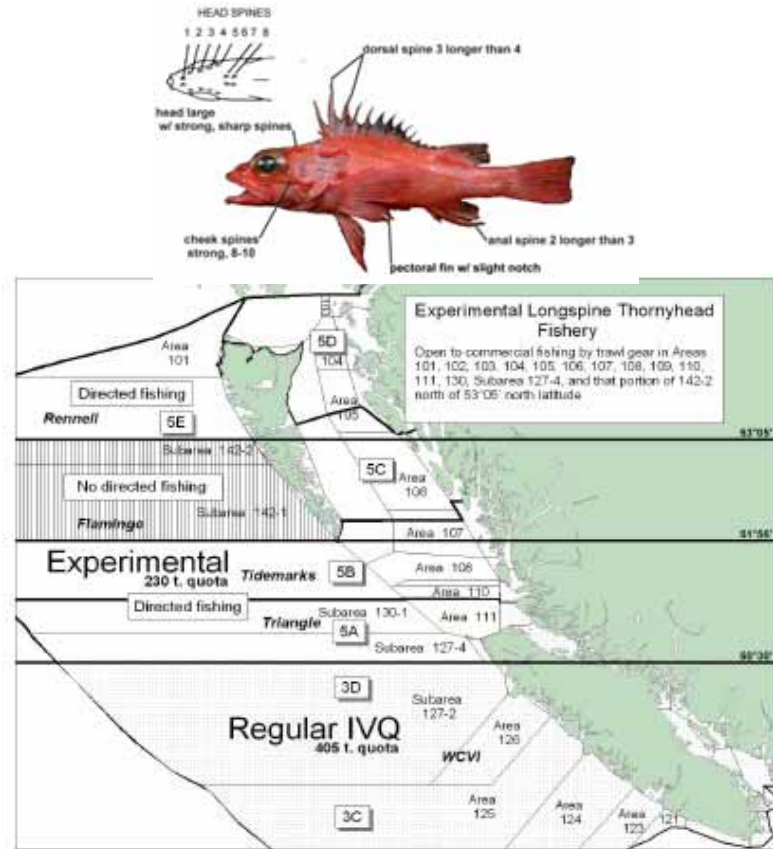 HEAD SPINES
1 2 3 4 5 6 7 8
dorsal spine 3 longer than 4
head large
w/ strong, sharp spines
cheek spines
strong, 8-10
anal spine 2 longer than 3
pectoral fin w/ slight notch
Experimental Longspine Thornyhead
Fishery
Open to commercial fishing by trawl gear in Areas
101, 102, 103, 104, 105, 106, 107, 108, 109, 110,
111, 130, Subarea 127-4, and that portion of 142-2
north of 53°05' north latitude
Area
101
5D
104
Directed fishing
Area
105
Rennell
5E
53°05'
Subarea 142-2
5C
Area
106
No directed fishing
Subarea 142-1
Flamingo
Area 107
51°56'
Experimental
230 t. quota
Tidemarks
5B
Area 108
Area 110
Directed fishing
Subarea 130-1
Triangle
Area 111
5A
Subarea 127-4
3D
Subarea
127-2
Regular IVQ
405 t. quota
Area
126
WCVI
3C
Area
125
Area
124
Area
123
121